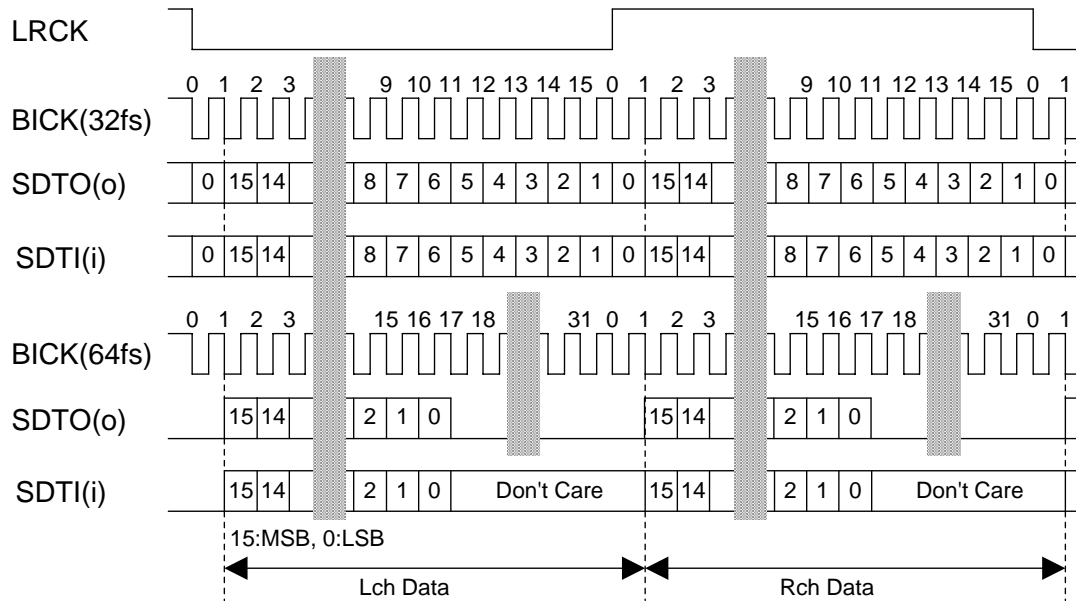 LRCK
0 1 2 3 9 10 11 12 13 14 15 0 1 2 3 9 10 11 12 13 14 15 0 1
BICK(32fs)
SDTO(o) 0 15 14 8 7 6 5 4 3 2 1 0 15 14 8 7 6 5 4 3 2 1 0
SDTI(i) 0 15 14 8 7 6 5 4 3 2 1 0 15 14 8 7 6 5 4 3 2 1 0
0 1 2 3 15 16 17 18 31 0 1 2 3 15 16 17 18 31 0 1
BICK(64fs)
SDTO(o) 15 14 2 1 0 15 14 2 1 0
SDTI(i) 15 14 2 1 0 Don't Care 15 14 2 1 0 Don't Care
15:MSB, 0:LSB
Lch Data Rch Data